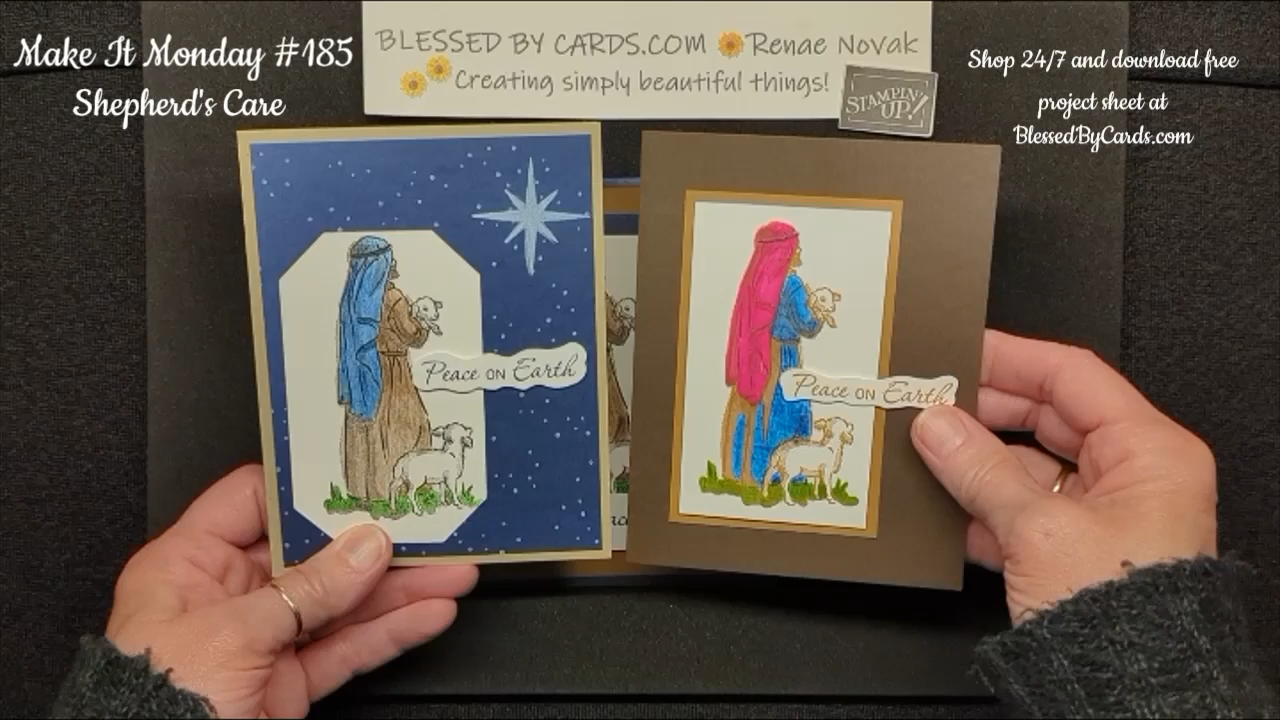 Make It Monday #185
Shepherd's Care
BLESSED BY CARDS.COM Renae Novak
Creating simply beautiful things!
STAMPIN' UP!
Shop 24/7 and download free
project sheet at
BlessedByCards.com
Peace on Earth
Peace on Earth